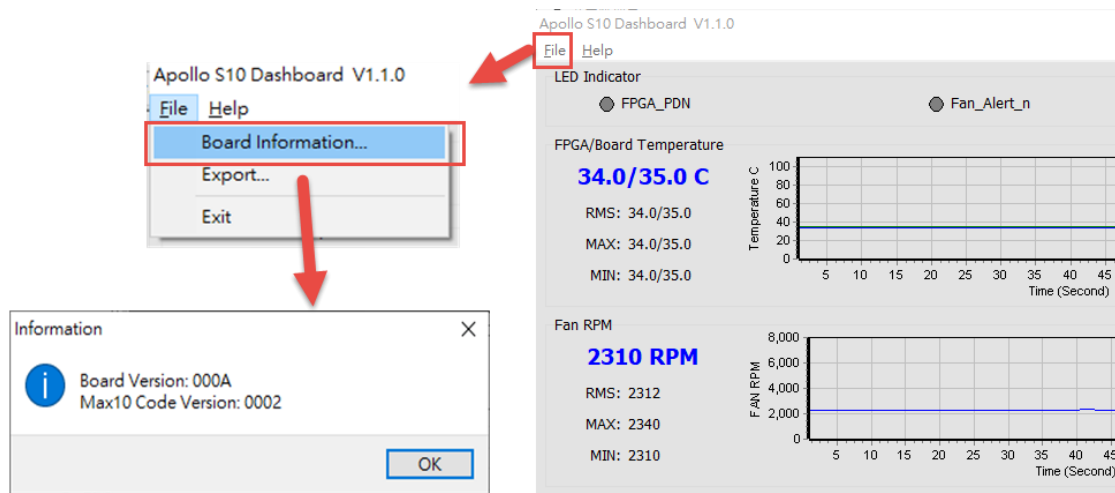 Apollo S10 Dashboard V1.1.0
File Help
Board Information...
Export...
Exit
Information
Board Version: 000A
Max10 Code Version: 0002
OK
Apollo S10 Dashboard V1.1.0
File Help
LED Indicator
FPGA_PDN Fan_Alert_n
FPGA/Board Temperature
34.0/35.0 C
RMS: 34.0/35.0
MAX: 34.0/35.0
MIN: 34.0/35.0
Temperature C
100
80
60
40
20
0
5 10 15 20 25 30 35 40 45
Time (Second)
Fan RPM
2310 RPM
RMS: 2312
MAX: 2340
MIN: 2310
FAN RPM
8,000
6,000
4,000
2,000
0
5 10 15 20 25 30 35 40 45
Time (Second)